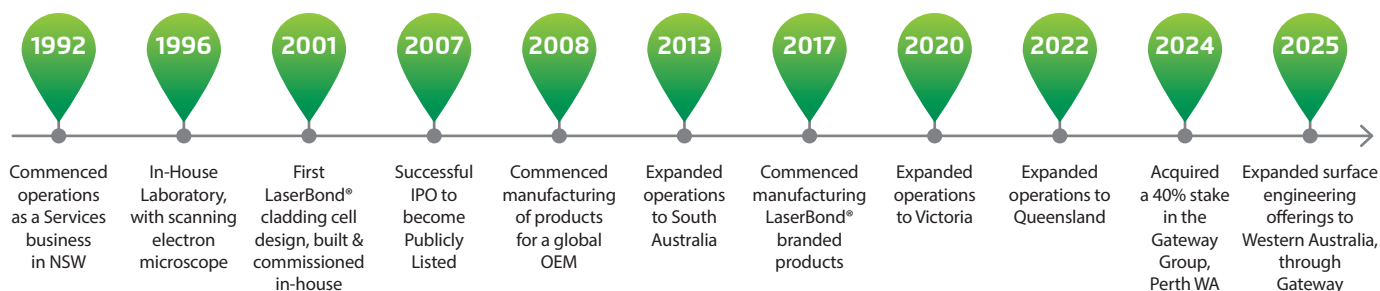 1992
1996
2001
2007
2008
2013
2017
2020
2022
2024
2025
Commenced
operations
as a Services
business
in NSW
In-House
Laboratory,
with scanning
electron
microscope
First
LaserBond®
cladding cell
design, built &
commissioned
in-house
Successful
IPO to
become
Publicly
Listed
Commenced
manufacturing
of products
for a global
OEM
Expanded
operations
to South
Australia
Commenced
manufacturing
LaserBond®
branded
products
Expanded
operations
to Victoria
Expanded
operations to
Queensland
Acquired
a 40% stake
in the
Gateway
Group,
Perth WA
Expanded surface
engineering
offerings to
Western Australia,
through
Gateway